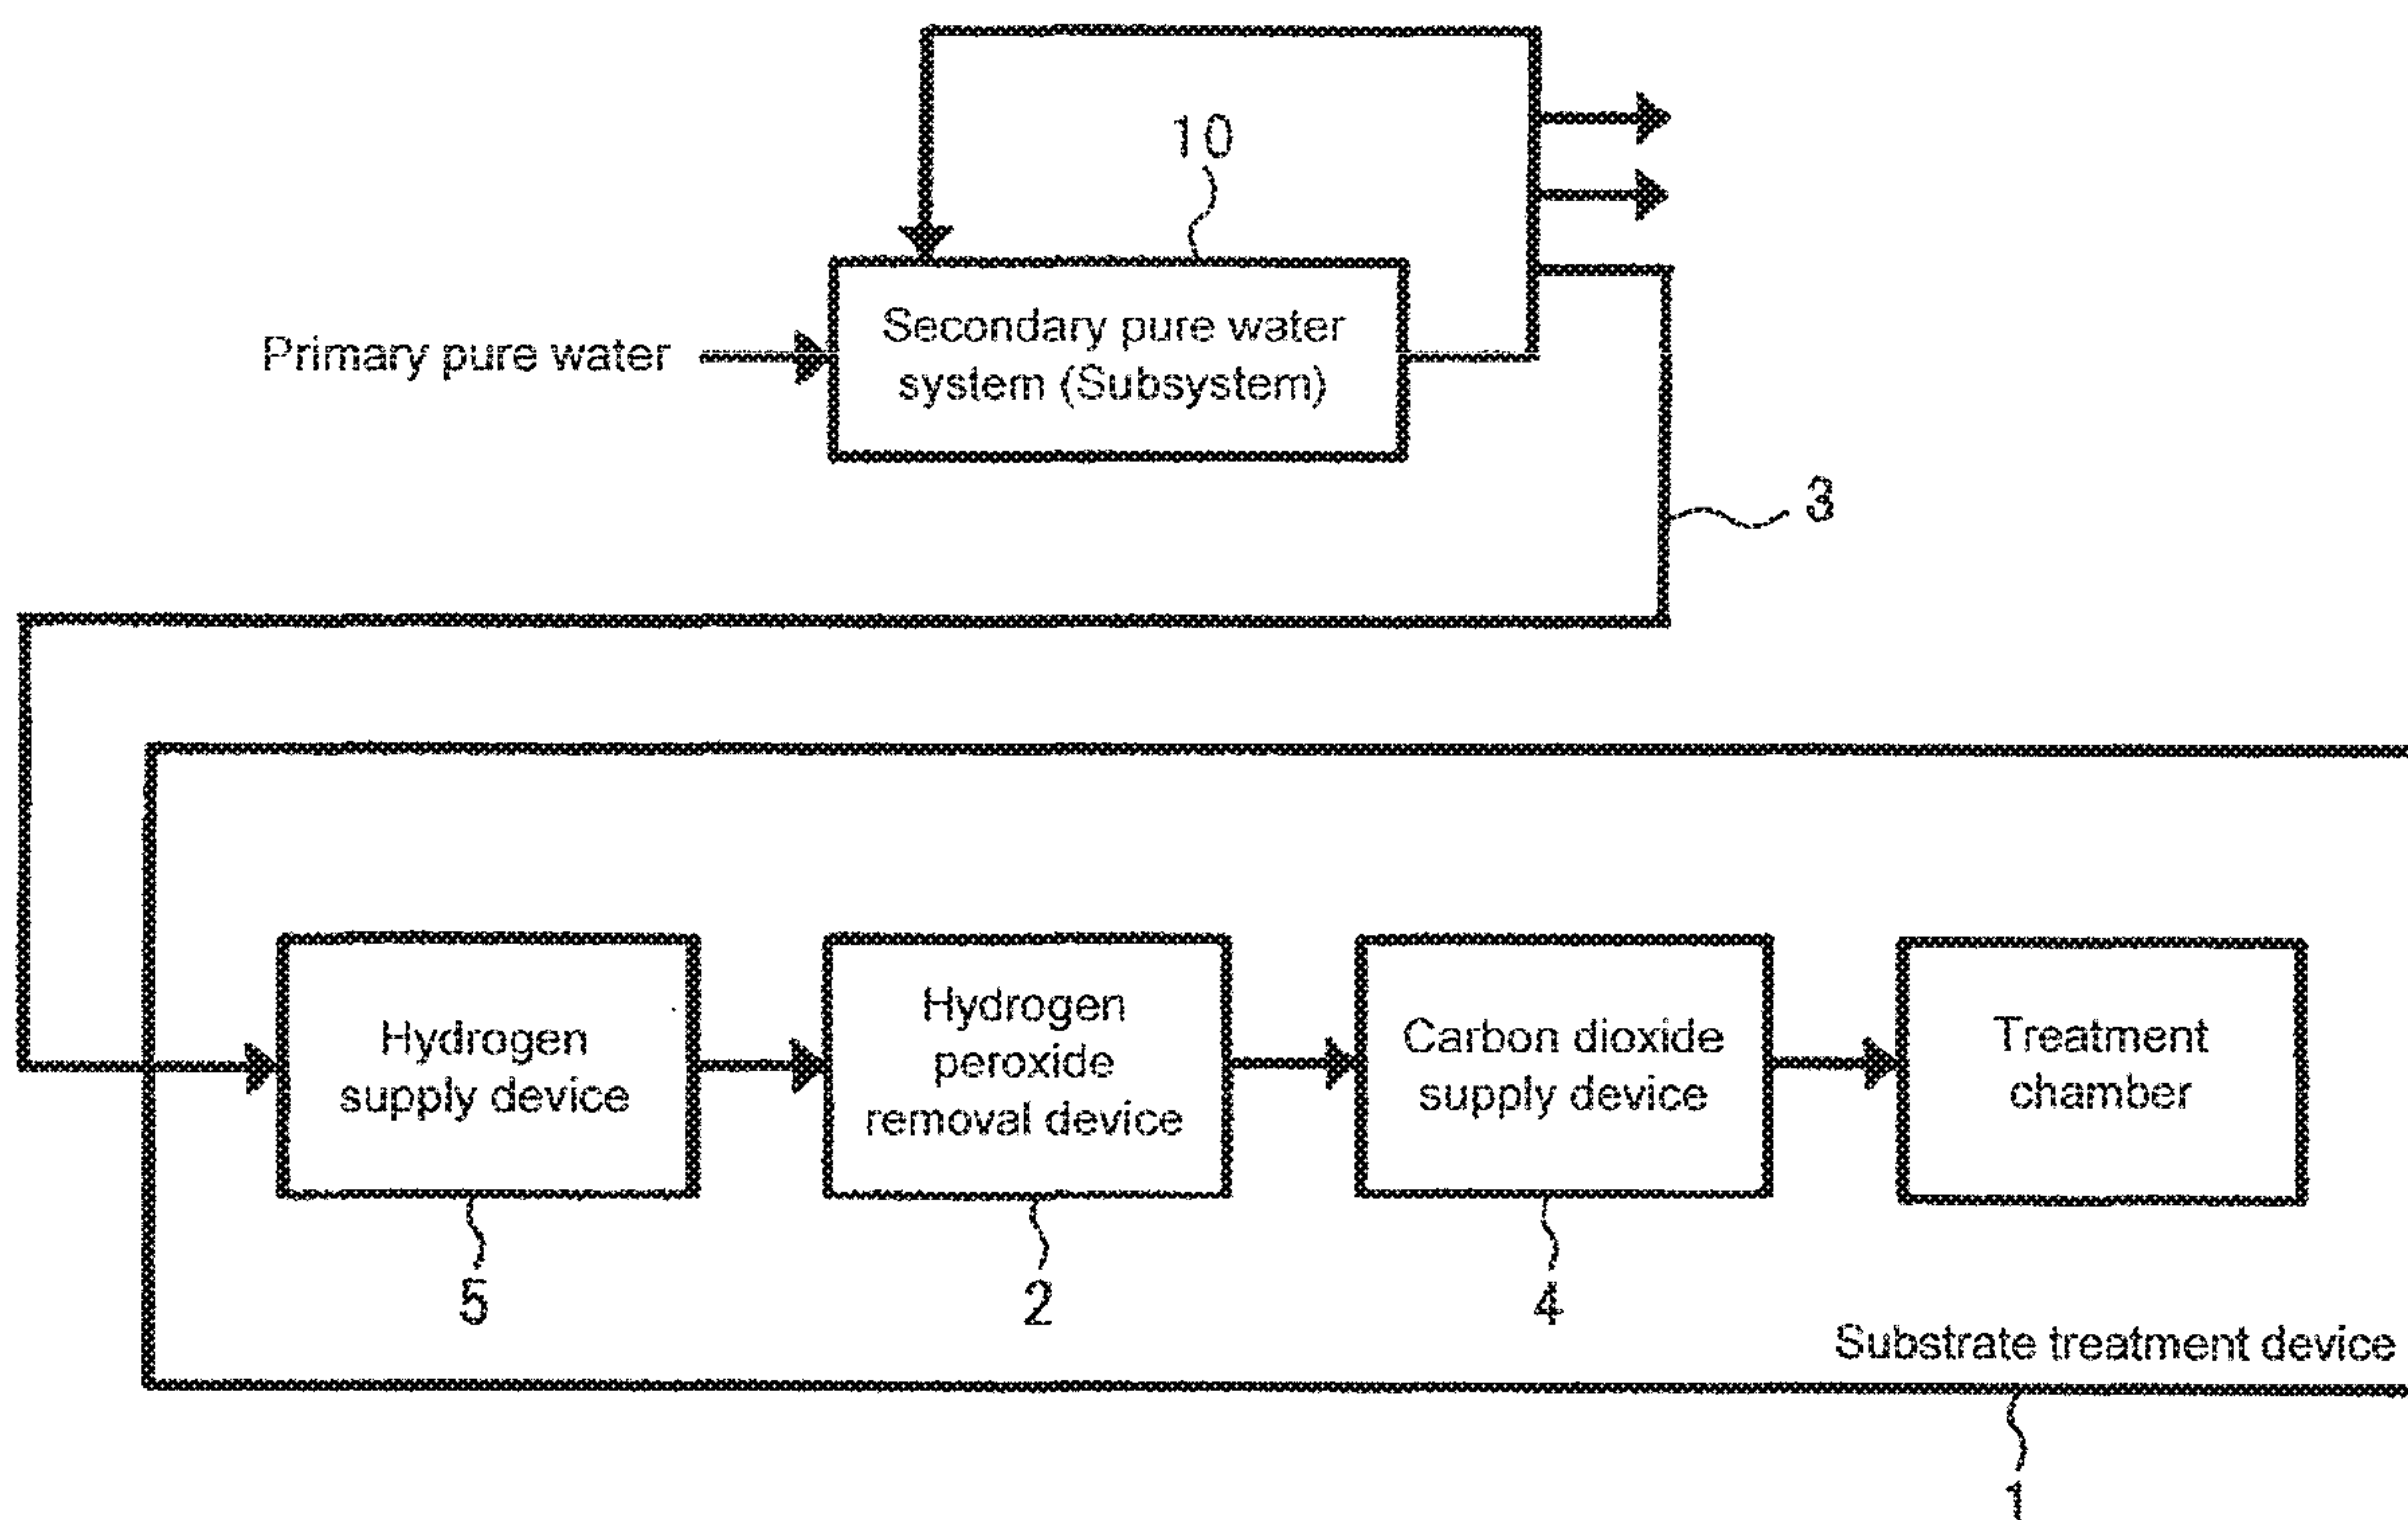 10
Primary pure water
Secondary pure water
system (Subsystem)
3
Hydrogen
supply device
Hydrogen
peroxide
removal device
Carbon dioxide
supply device
Treatment
chamber
5
2
4
Substrate treatment device
1